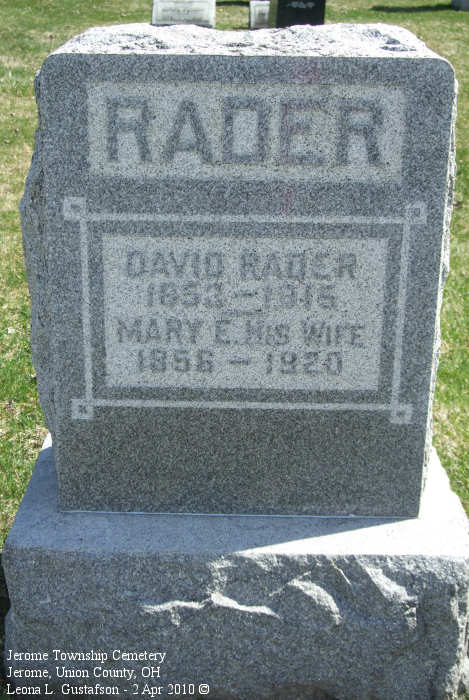 RADER
DAVID RADER
1853 – 1916
MARY E. HIS WIFE
1856 – 1920
Jerome Township Cemetery
Jerome, Union County, OH
Leona L. Gustafson - 2 Apr 2010 ©